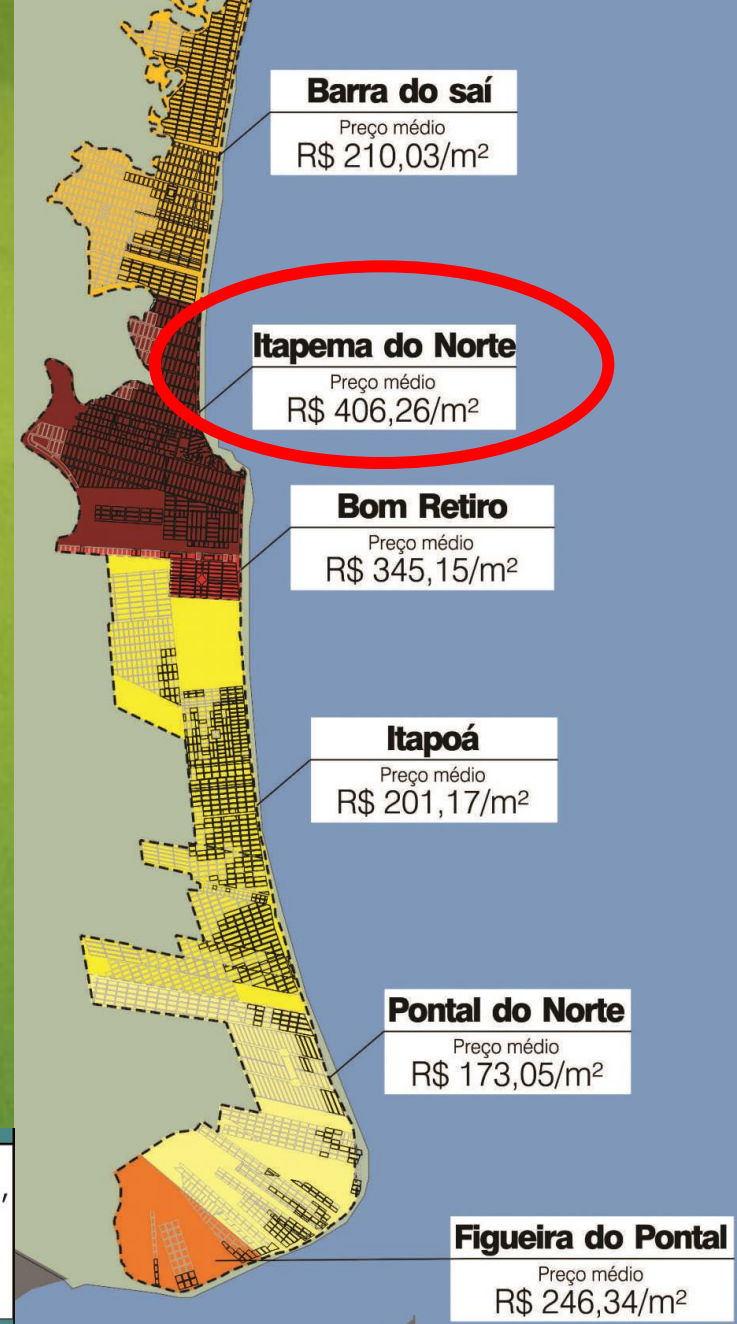 Barra do saí
Preço médio
R$ 210,03/m²
Itapema do Norte
Preço médio
R$ 406,26/m²
Bom Retiro
Preço médio
R$ 345,15/m²
Itapoá
Preço médio
R$ 201,17/m²
Pontal do Norte
Preço médio
R$ 173,05/m²
Figueira do Pontal
Preço médio
R$ 246,34/m²
,